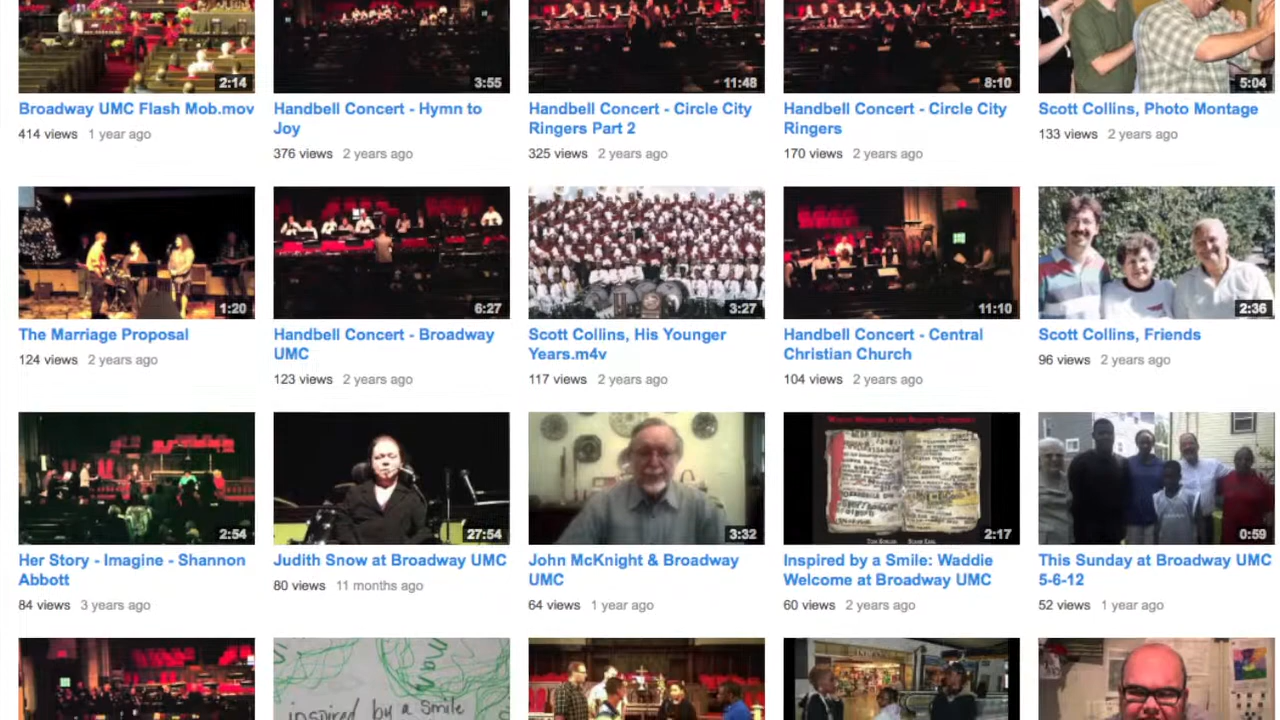 2:14
3:55
11:48
8:10
5:04
Broadway UMC Flash Mob.mov
414 views 1 year ago
Handbell Concert - Hymn to
Joy
376 views 2 years ago
Handbell Concert - Circle City
Ringers Part 2
325 views 2 years ago
Handbell Concert - Circle City
Ringers
170 views 2 years ago
Scott Collins, Photo Montage
133 views 2 years ago
1:20
6:27
3:27
11:10
2:36
The Marriage Proposal
124 views 2 years ago
Handbell Concert - Broadway
UMC
123 views 2 years ago
Scott Collins, His Younger
Years.m4v
117 views 2 years ago
Handbell Concert - Central
Christian Church
104 views 2 years ago
Scott Collins, Friends
96 views 2 years ago
2:54
27:54
3:32
2:17
0:59
Her Story - Imagine - Shannon
Abbott
84 views 3 years ago
Judith Snow at Broadway UMC
80 views 11 months ago
John McKnight & Broadway
UMC
64 views 1 year ago
Inspired by a Smile: Waddie
Welcome at Broadway UMC
60 views 2 years ago
This Sunday at Broadway UMC
5-6-12
52 views 1 year ago
inspired by a smile